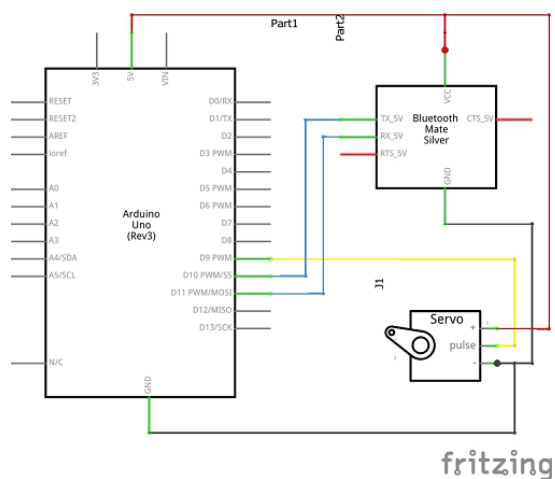 Part1
Part2
3V3
5V
VIN
RESET
RESET2
AREF
ioref
A0
A1
A2
A3
A4/SDA
A5/SCL
N/C
Arduino
Uno
(Rev3)
D0/RX
D1/TX
D2
D3 PWM
D4
D5 PWM
D6 PWM
D7
D8
D9 PWM
D10 PWM/SS
D11 PWM/MOSI
D12/MISO
D13/SCK
GND
VCC
TX_5V
RX_5V
RTS_5V
Bluetooth
Mate
Silver
CTS_5V
GND
J1
Servo
+
pulse
-
1
fritzing